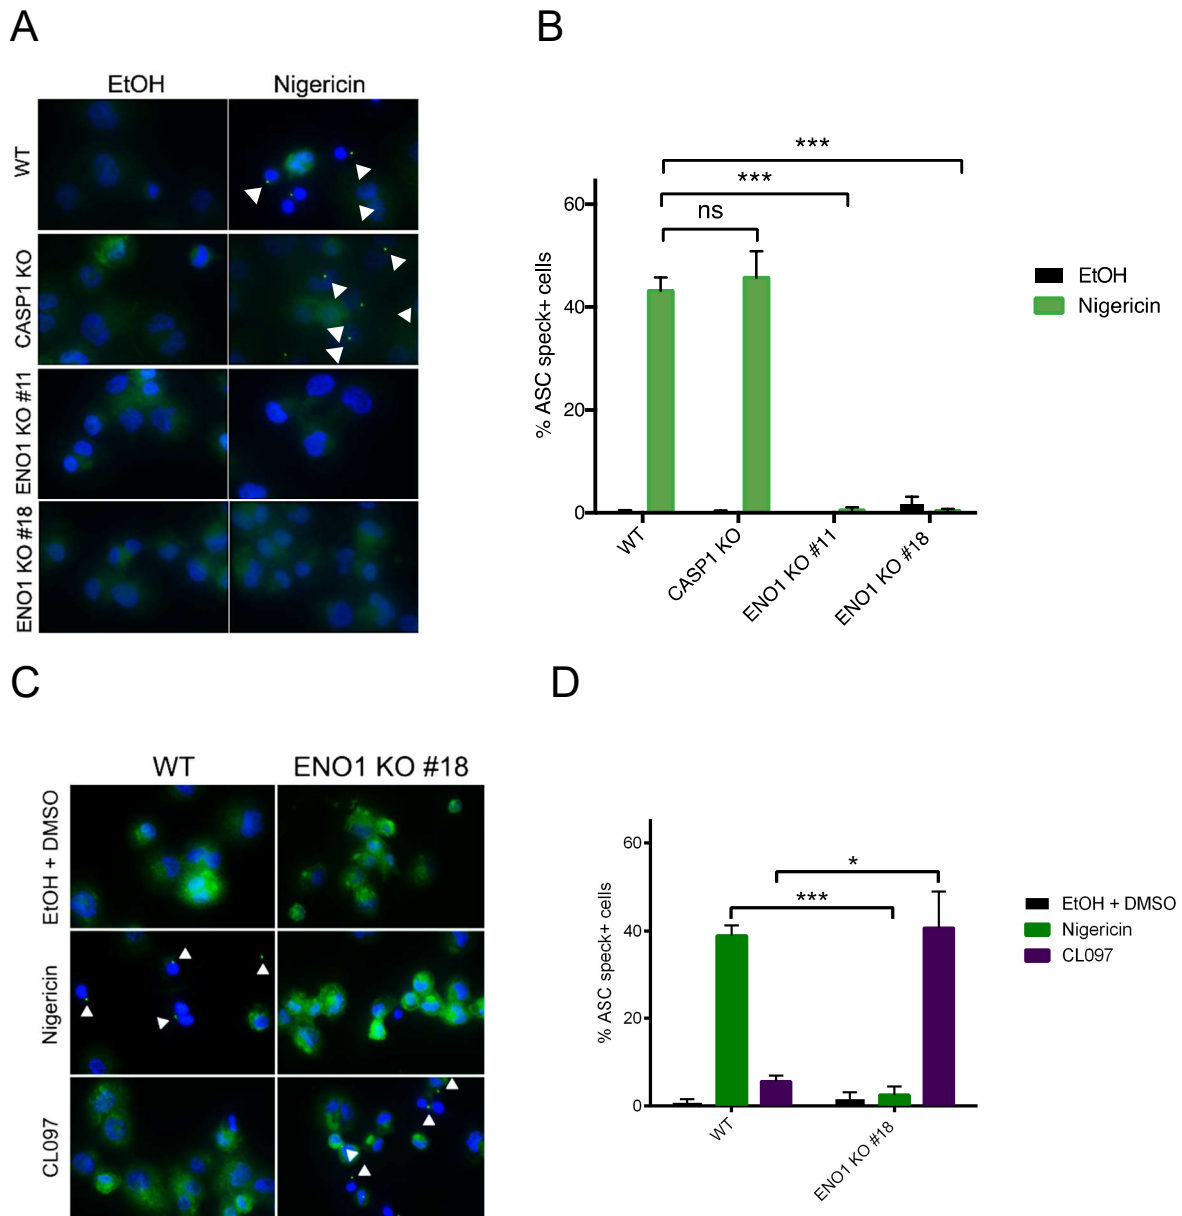 A
EtOH
Nigericin
WT
CASP1 KO
ENO1 KO #11
ENO1 KO #18
B
% ASC speck+ cells
60
40
20
0
***
***
ns
WT
CASP1 KO
ENO1 KO #11
ENO1 KO #18
EtOH
Nigericin
C
WT
ENO1 KO #18
EtOH + DMSO
Nigericin
CL097
D
% ASC speck+ cells
60
40
20
0
*
***
WT
ENO1 KO #18
EtOH + DMSO
Nigericin
CL097